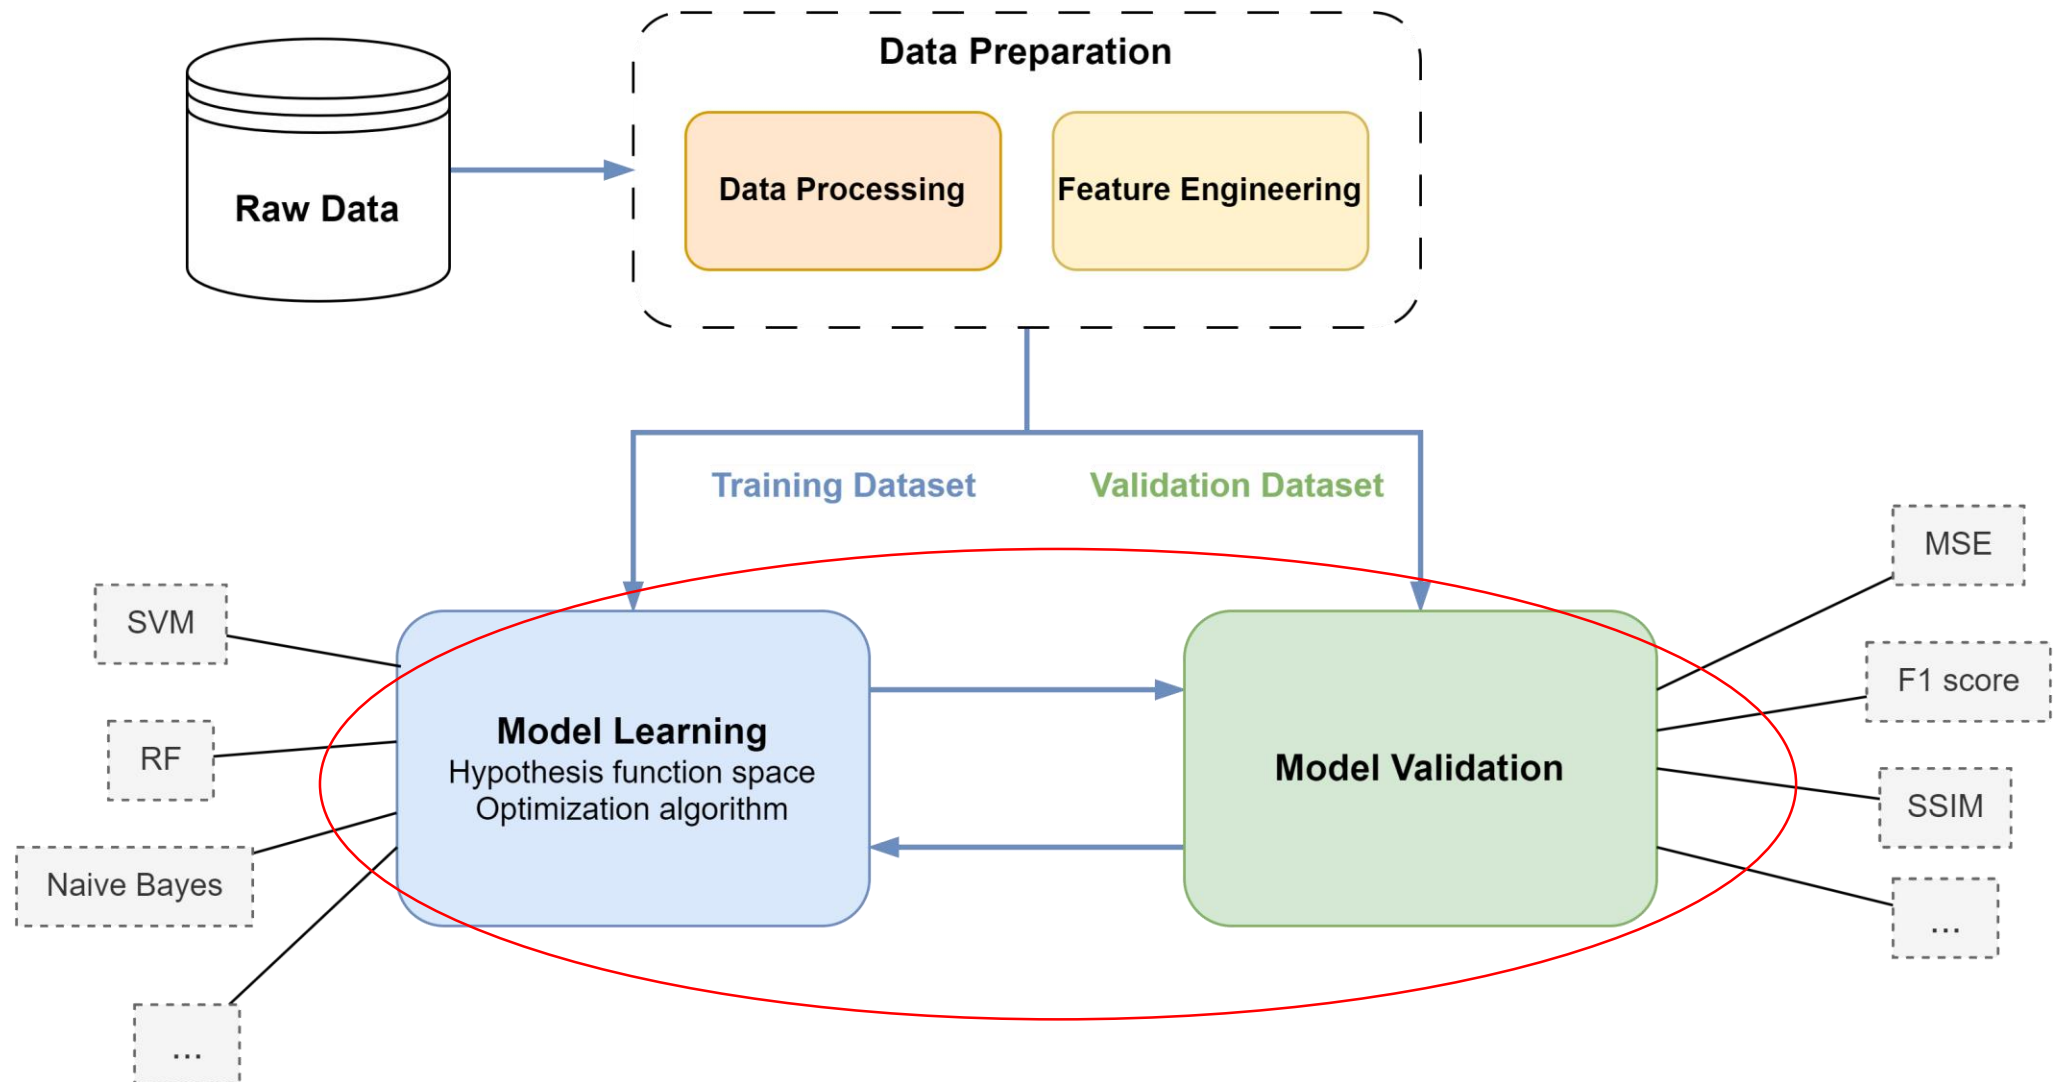 Data Preparation
Raw Data
Data Processing
Feature Engineering
Training Dataset
Validation Dataset
SVM
RF
Naive Bayes
...
Model Learning
Hypothesis function space
Optimization algorithm
Model Validation
MSE
F1 score
SSIM
...